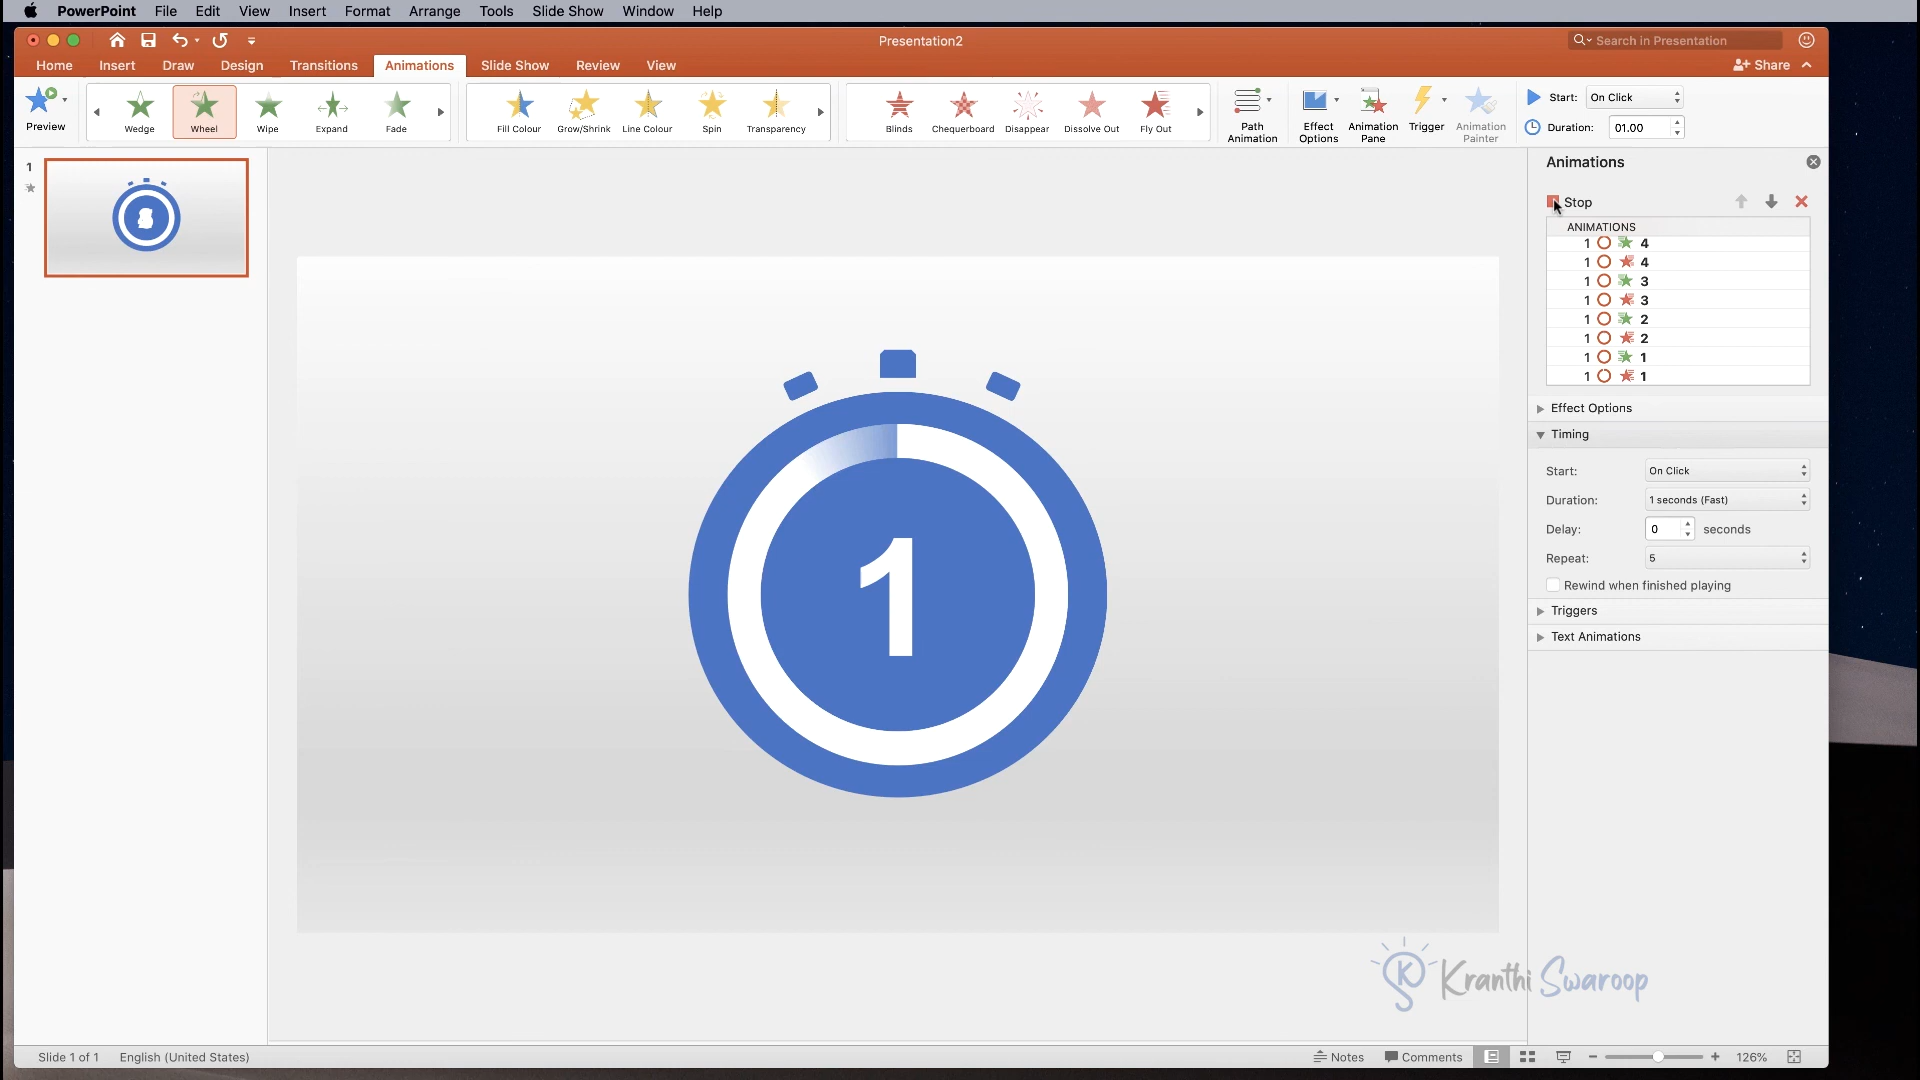 PowerPoint File Edit View Insert Format Arrange Tools Slide Show Window Help
Presentation2
Search in Presentation
Home Insert Draw Design Transitions Animations Slide Show Review View
Share
Preview
Wedge Wheel Wipe Expand Fade
Fill Colour Grow/Shrink Line Colour Spin Transparency
Blinds Chequerboard Disappear Dissolve Out Fly Out
Path Animation
Effect Options
Animation Pane
Trigger
Animation Painter
Start: On Click
Duration: 01.00
1
Animations
Stop
ANIMATIONS
1 4
1 4
1 3
1 3
1 2
1 2
1 1
1 1
Effect Options
Timing
Start: On Click
Duration: 1 seconds (Fast)
Delay: 0 seconds
Repeat: 5
Rewind when finished playing
Triggers
Text Animations
1
K Kranthi Swaroop
Slide 1 of 1 English (United States)
Notes Comments 126%